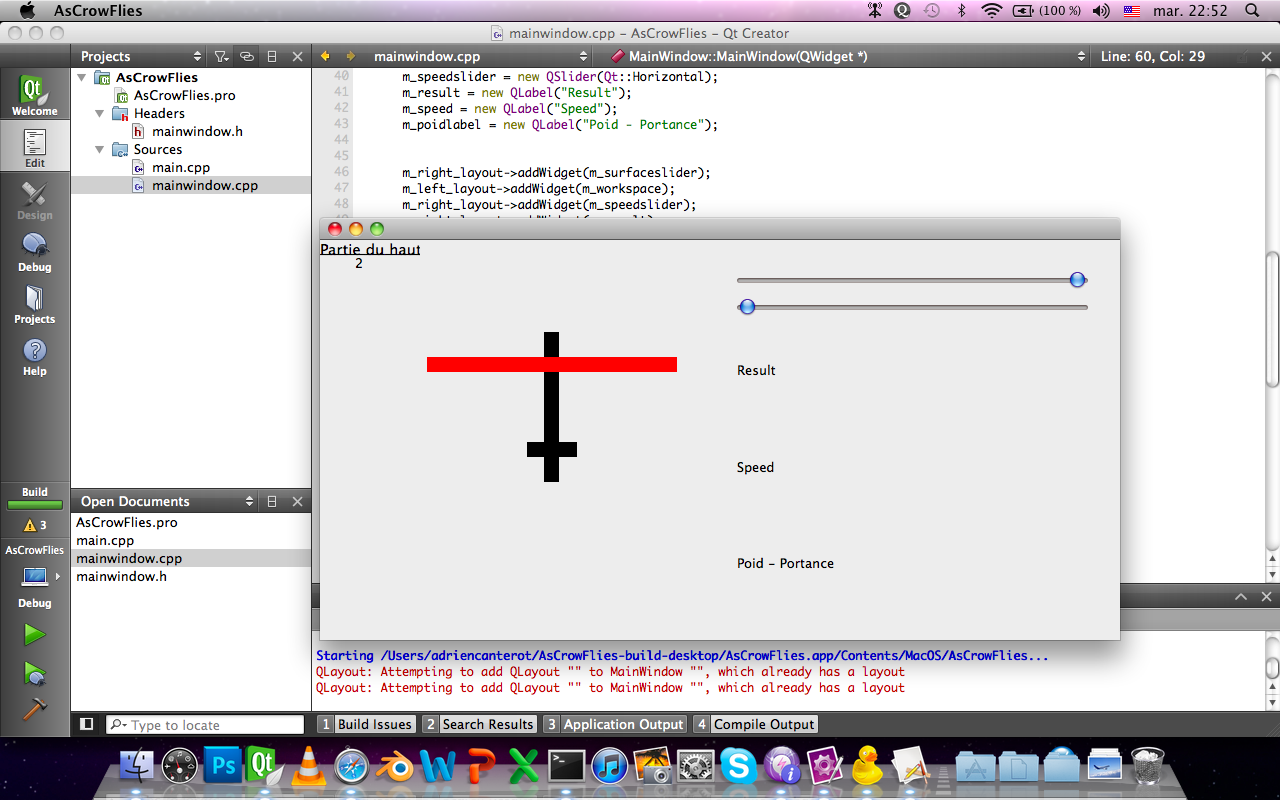 AsCrowFlies
(100 %)
mar. 22:52
mainwindow.cpp – AsCrowFlies – Qt Creator
Projects
mainwindow.cpp
MainWindow::MainWindow(QWidget *)
Line: 60, Col: 29
Qt
Welcome
Edit
Design
Debug
Projects
Help
AsCrowFlies
AsCrowFlies.pro
Headers
mainwindow.h
Sources
main.cpp
mainwindow.cpp
40 m_speedslider = new QSlider(Qt::Horizontal);
41 m_result = new QLabel("Result");
42 m_speed = new QLabel("Speed");
43 m_poidlabel = new QLabel("Poid - Portance");
44
45
46 m_right_layout->addWidget(m_surfaceslider);
47 m_left_layout->addWidget(m_workspace);
48 m_right_layout->addWidget(m_speedslider);
Partie du haut
2
Result
Speed
Poid - Portance
Build
3
AsCrowFlies
Debug
Open Documents
AsCrowFlies.pro
main.cpp
mainwindow.cpp
mainwindow.h
Starting /Users/adriencanterot/AsCrowFlies-build-desktop/AsCrowFlies.app/Contents/MacOS/AsCrowFlies...
QLayout: Attempting to add QLayout "" to MainWindow "", which already has a layout
QLayout: Attempting to add QLayout "" to MainWindow "", which already has a layout
Type to locate
1 Build Issues
2 Search Results
3 Application Output
4 Compile Output
Ps
Qt